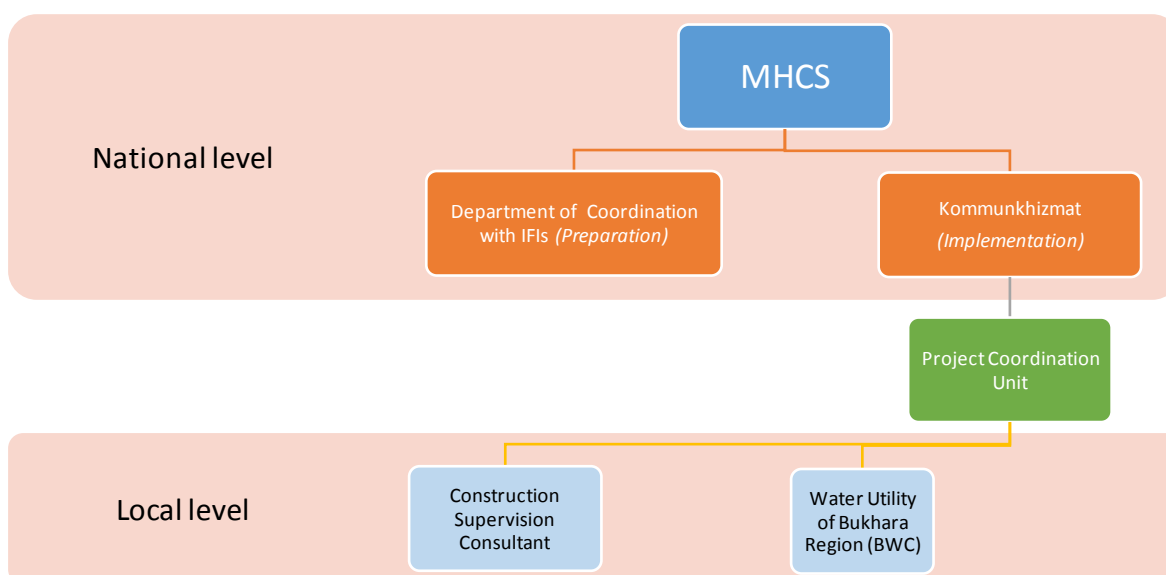 MHCS
National level
Department of Coordination
with IFIs (Preparation)
Kommunkhizmat
(Implementation)
Project Coordination
Unit
Local level
Construction
Supervision
Consultant
Water Utility
of Bukhara
Region (BWC)